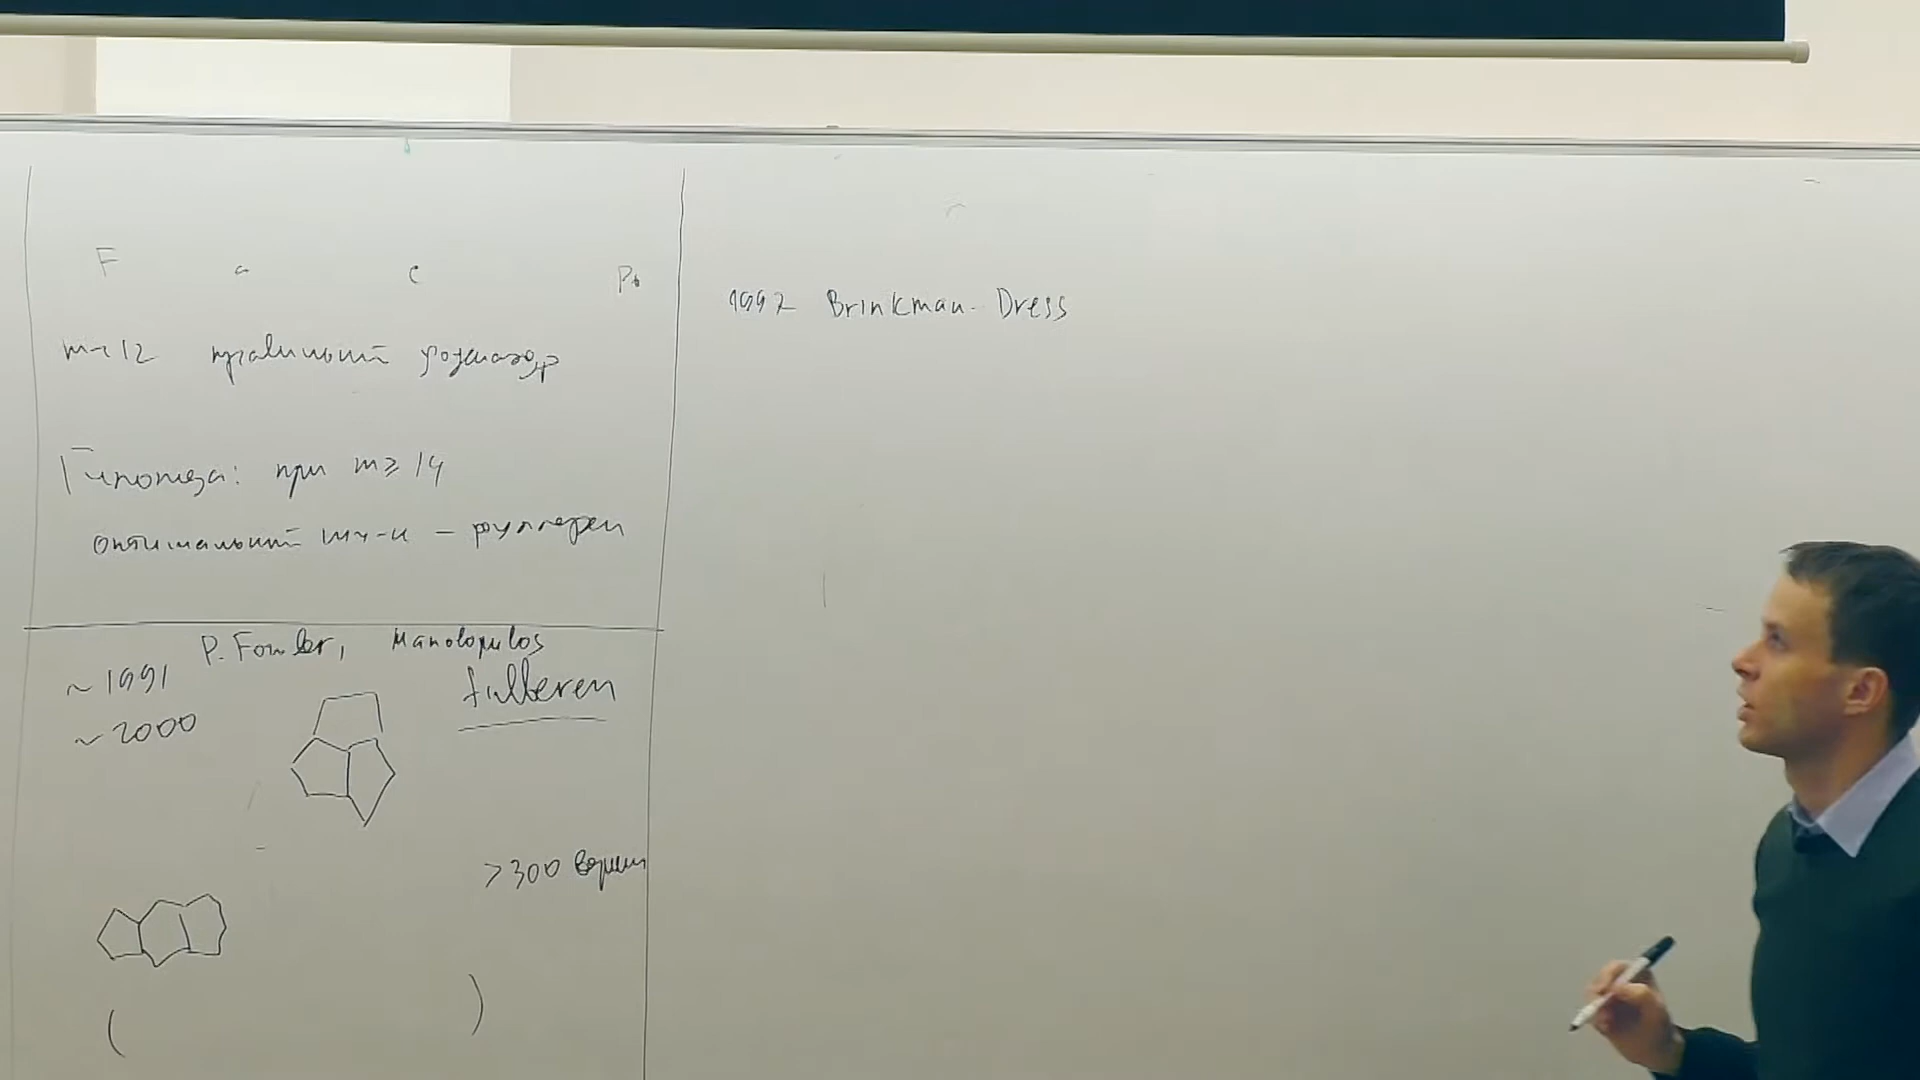 F a c P6
m=12 правильный додекаэдр
Гипотеза: при m ≥ 14
оптимальный мн-к – фуллерен
P. Fowler, Manolopulos
~1991
fulleren
~2000
>300 вершин
( )
1997 Brinkman-Dress